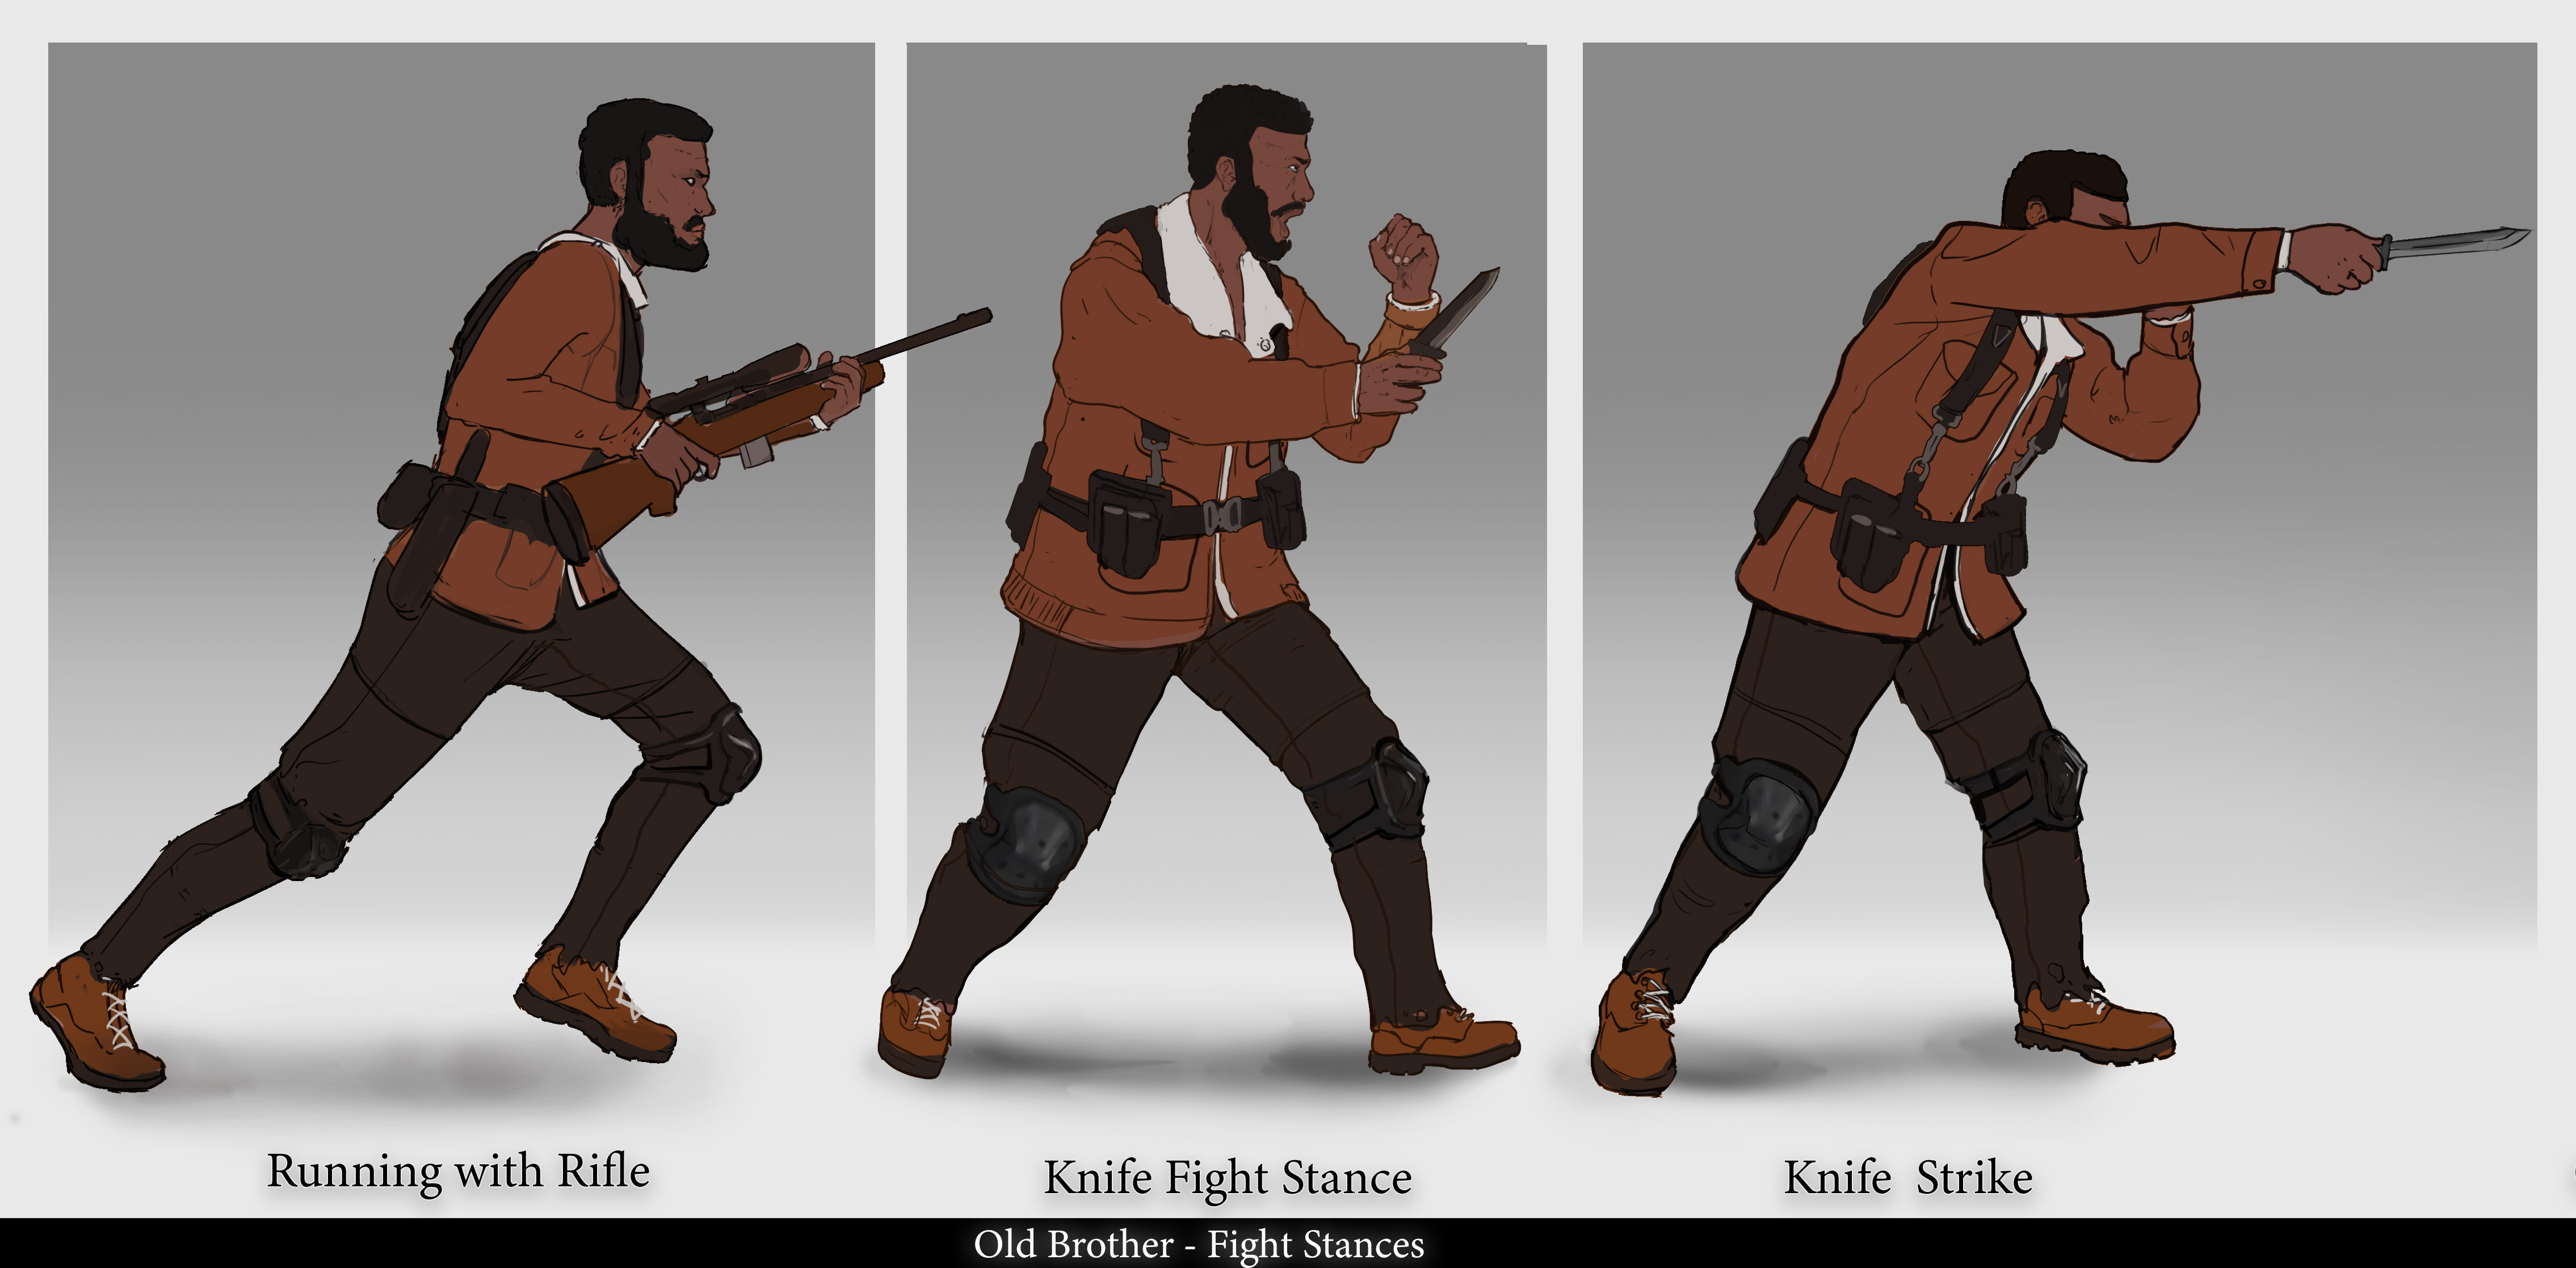 Running with Rifle
Knife Fight Stance
Knife Strike
Old Brother - Fight Stances